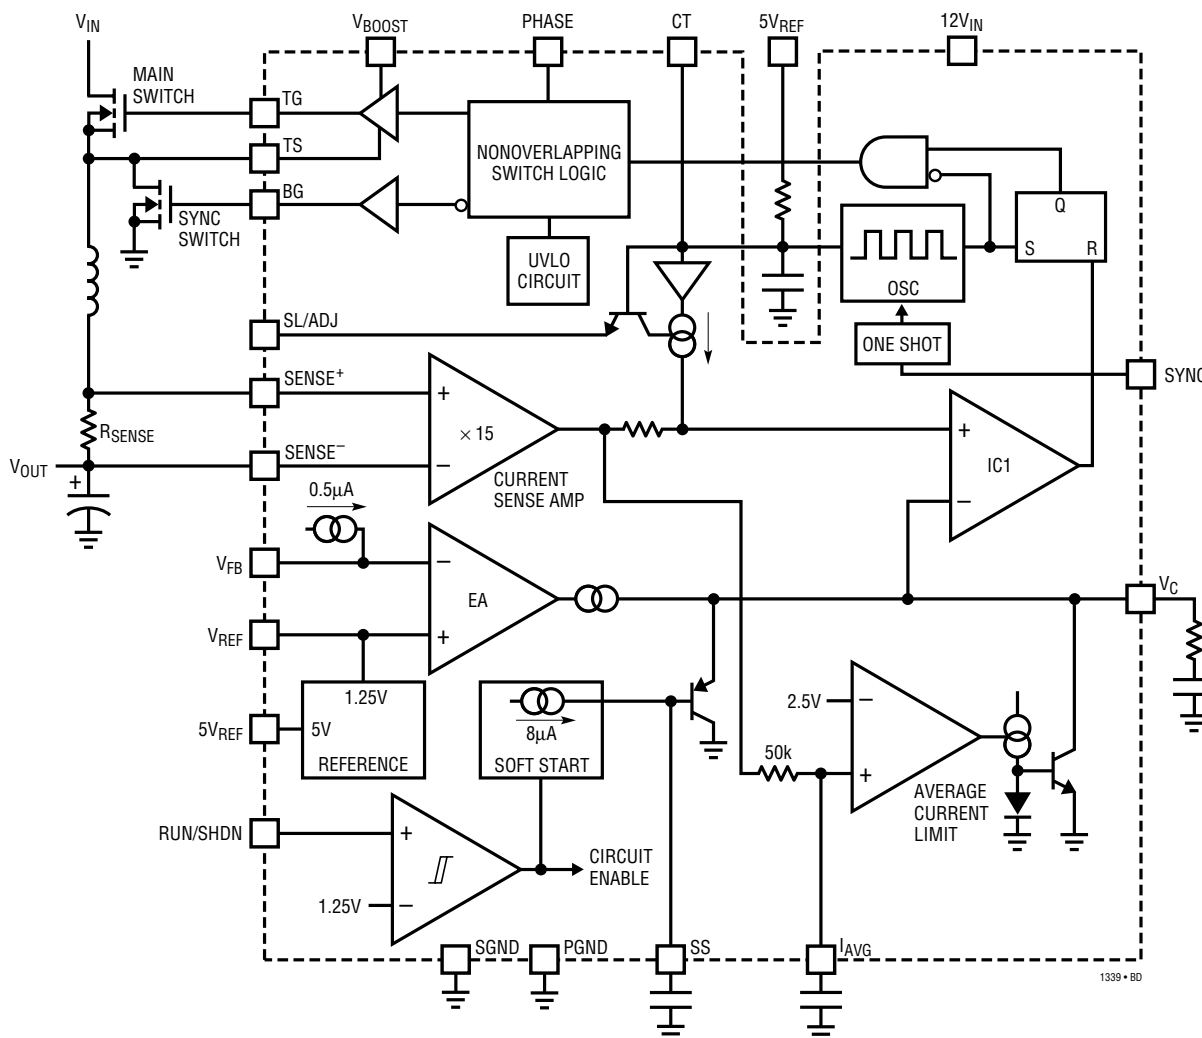 VIN
VBOOST
PHASE
CT
5VREF
12VIN
MAIN
SWITCH
TG
TS
BG
NONOVERLAPPING
SWITCH LOGIC
SYNC
SWITCH
UVLO
CIRCUIT
Q
S
R
OSC
ONE SHOT
SL/ADJ
SYNC
SENSE+
+
× 15
RSENSE
+
IC1
SENSE–
–
VOUT
+
CURRENT
SENSE AMP
–
0.5µA
VFB
–
EA
VC
VREF
+
1.25V
5VREF
5V
REFERENCE
8µA
SOFT START
2.5V
–
50k
+
AVERAGE
CURRENT
LIMIT
RUN/SHDN
+
CIRCUIT
ENABLE
1.25V
–
SGND
PGND
SS
IAVG
1339 • BD